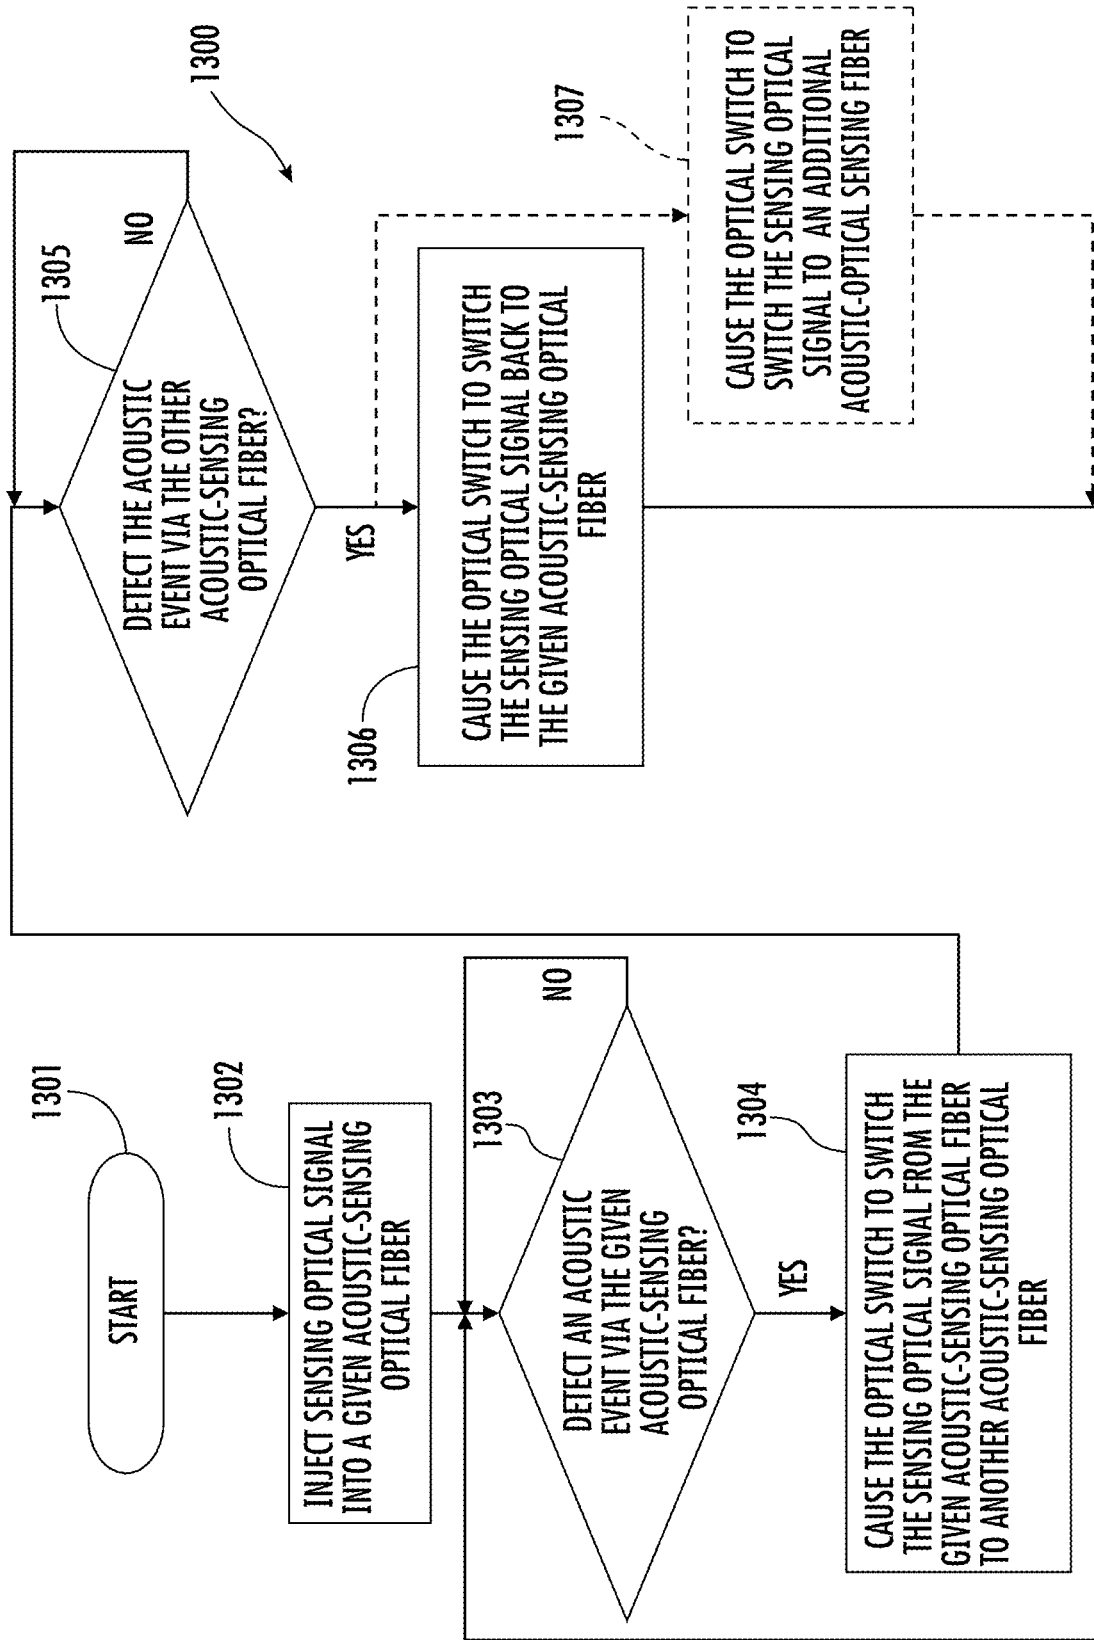 1300
1301
START
1302
INJECT SENSING OPTICAL SIGNAL
INTO A GIVEN ACOUSTIC-SENSING
OPTICAL FIBER
1303
DETECT AN ACOUSTIC
EVENT VIA THE GIVEN
ACOUSTIC-SENSING
OPTICAL FIBER?
NO
YES
1304
CAUSE THE OPTICAL SWITCH TO SWITCH
THE SENSING OPTICAL SIGNAL FROM THE
GIVEN ACOUSTIC-SENSING OPTICAL FIBER
TO ANOTHER ACOUSTIC-SENSING OPTICAL
FIBER
1305
DETECT THE ACOUSTIC
EVENT VIA THE OTHER
ACOUSTIC-SENSING
OPTICAL FIBER?
NO
YES
1306
CAUSE THE OPTICAL SWITCH TO SWITCH
THE SENSING OPTICAL SIGNAL BACK TO
THE GIVEN ACOUSTIC-SENSING OPTICAL
FIBER
1307
CAUSE THE OPTICAL SWITCH TO
SWITCH THE SENSING OPTICAL
SIGNAL TO AN ADDITIONAL
ACOUSTIC-OPTICAL SENSING FIBER